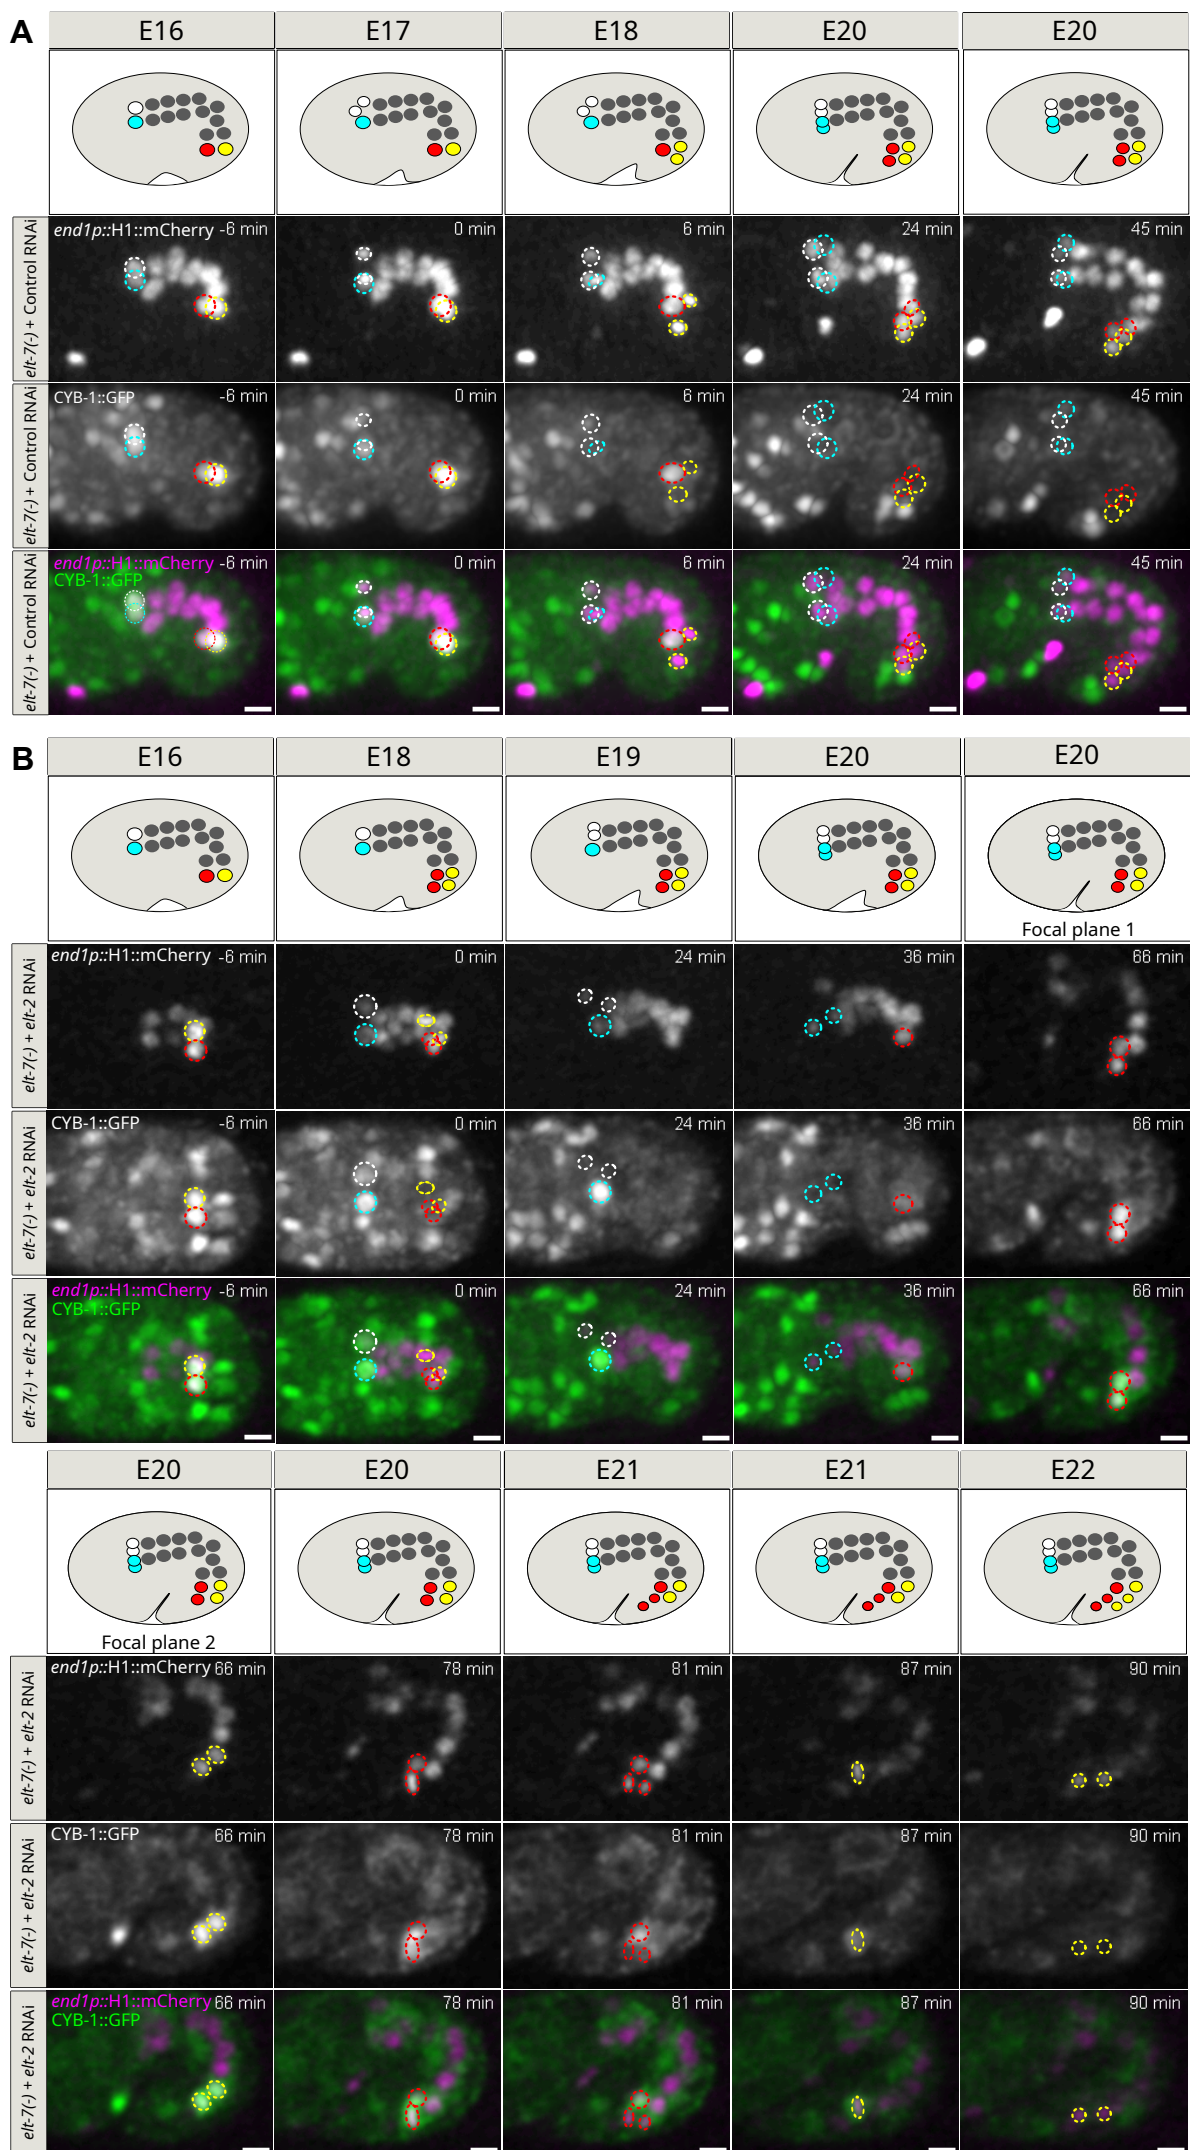 A
E16 E17 E18 E20 E20
elt-7(-) + Control RNAi
end1p::H1::mCherry -6 min 0 min 6 min 24 min 45 min
elt-7(-) + Control RNAi
CYB-1::GFP -6 min 0 min 6 min 24 min 45 min
elt-7(-) + Control RNAi
end1p::H1::mCherry -6 min 0 min 6 min 24 min 45 min
CYB-1::GFP
B
E16 E18 E19 E20 E20
Focal plane 1
elt-7(-) + elt-2 RNAi
end1p::H1::mCherry -6 min 0 min 24 min 36 min 66 min
elt-7(-) + elt-2 RNAi
CYB-1::GFP -6 min 0 min 24 min 36 min 66 min
elt-7(-) + elt-2 RNAi
end1p::H1::mCherry -6 min 0 min 24 min 36 min 66 min
CYB-1::GFP
E20 E20 E21 E21 E22
Focal plane 2
elt-7(-) + elt-2 RNAi
end1p::H1::mCherry 66 min 78 min 81 min 87 min 90 min
elt-7(-) + elt-2 RNAi
CYB-1::GFP 66 min 78 min 81 min 87 min 90 min
elt-7(-) + elt-2 RNAi
end1p::H1::mCherry 66 min 78 min 81 min 87 min 90 min
CYB-1::GFP